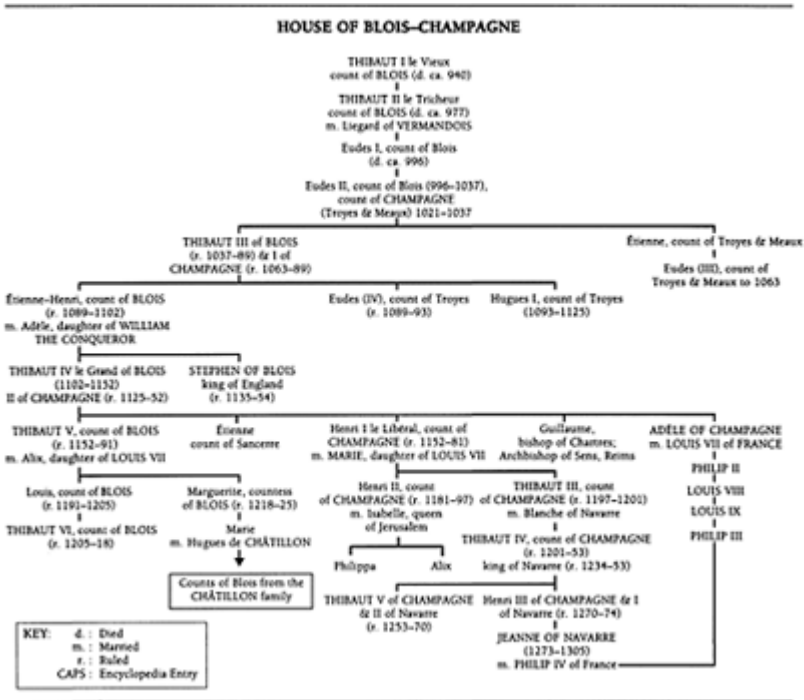 HOUSE OF BLOIS–CHAMPAGNE
THIBAUT I le Vieux
count of BLOIS (d. ca. 940)
THIBAUT II le Tricheur
count of BLOIS (d. ca. 977)
m. Liegard of VERMANDOIS
Eudes I, count of Blois
(d. ca. 996)
Eudes II, count of Blois (996–1037),
count of CHAMPAGNE
(Troyes & Meaux) 1021–1037
THIBAUT III of BLOIS
(r. 1037–89) & I of
CHAMPAGNE (r. 1063–89)
Étienne, count of Troyes & Meaux
Eudes (III), count of
Troyes & Meaux to 1063
Étienne-Henri, count of BLOIS
(r. 1089–1102)
m. Adèle, daughter of WILLIAM
THE CONQUEROR
Eudes (IV), count of Troyes
(r. 1089–93)
Hugues I, count of Troyes
(1093–1125)
THIBAUT IV le Grand of BLOIS
(1102–1152)
II of CHAMPAGNE (r. 1125–52)
STEPHEN OF BLOIS
king of England
(r. 1135–54)
THIBAUT V, count of BLOIS
(r. 1152–91)
m. Alix, daughter of LOUIS VII
Étienne
count of Sancerre
Henri I le Libéral, count of
CHAMPAGNE (r. 1152–81)
m. MARIE, daughter of LOUIS VII
Guillaume,
bishop of Chartres;
Archbishop of Sens, Reims
ADÈLE OF CHAMPAGNE
m. LOUIS VII of FRANCE
PHILIP II
LOUIS VIII
LOUIS IX
PHILIP III
Louis, count of BLOIS
(r. 1191–1205)
THIBAUT VI, count of BLOIS
(r. 1205–18)
Marguerite, countess
of BLOIS (r. 1218–25)
Marie
m. Hugues de CHÂTILLON
Counts of Blois from the
CHÂTILLON family
Henri II, count
of CHAMPAGNE (r. 1181–97)
m. Isabelle, queen
of Jerusalem
Philippa
Alix
THIBAUT III, count
of CHAMPAGNE (r. 1197–1201)
m. Blanche of Navarre
THIBAUT IV, count of CHAMPAGNE
(r. 1201–53)
king of Navarre (r. 1234–53)
THIBAUT V of CHAMPAGNE
& II of Navarre
(r. 1253–70)
Henri III of CHAMPAGNE & I
of Navarre (r. 1270–74)
JEANNE OF NAVARRE
(1273–1305)
m. PHILIP IV of France
KEY: d. : Died
m. : Married
r. : Ruled
CAPS : Encyclopedia Entry